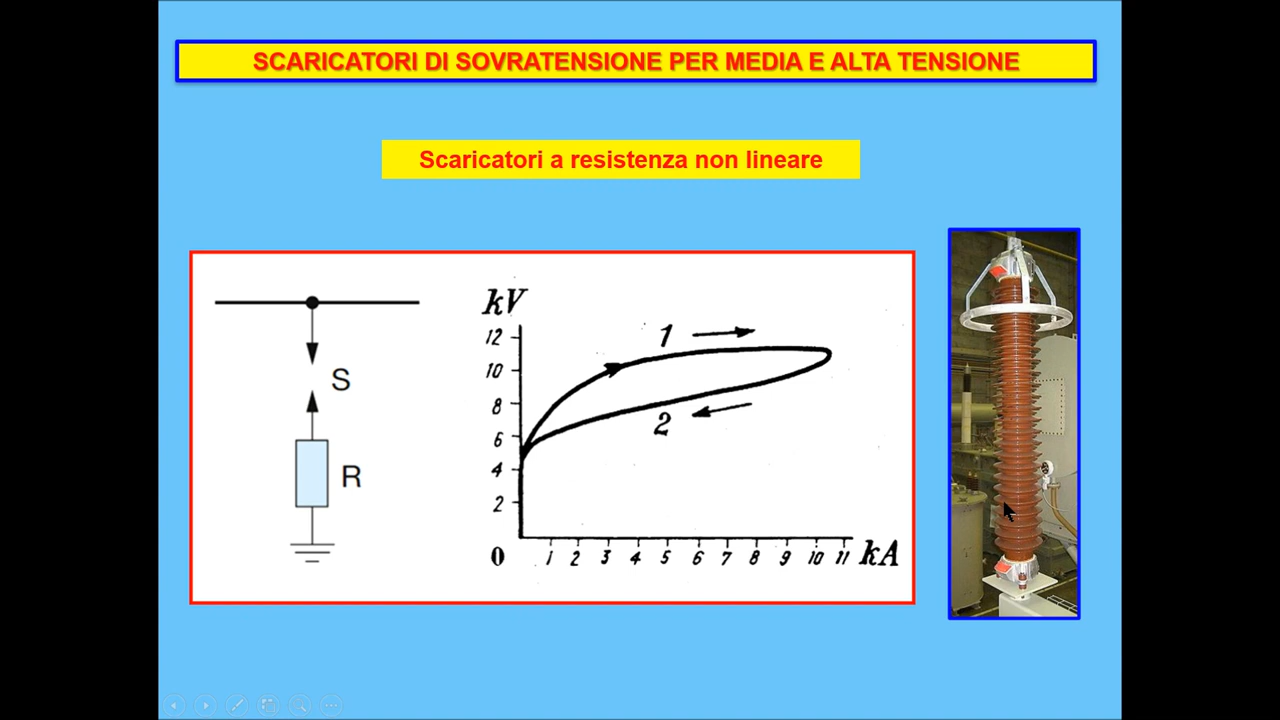 SCARICATORI DI SOVRATENSIONE PER MEDIA E ALTA TENSIONE
Scaricatori a resistenza non lineare
S
R
kV
12
10
8
6
4
2
0
1 2 3 4 5 6 7 8 9 10 11 kA
1
2